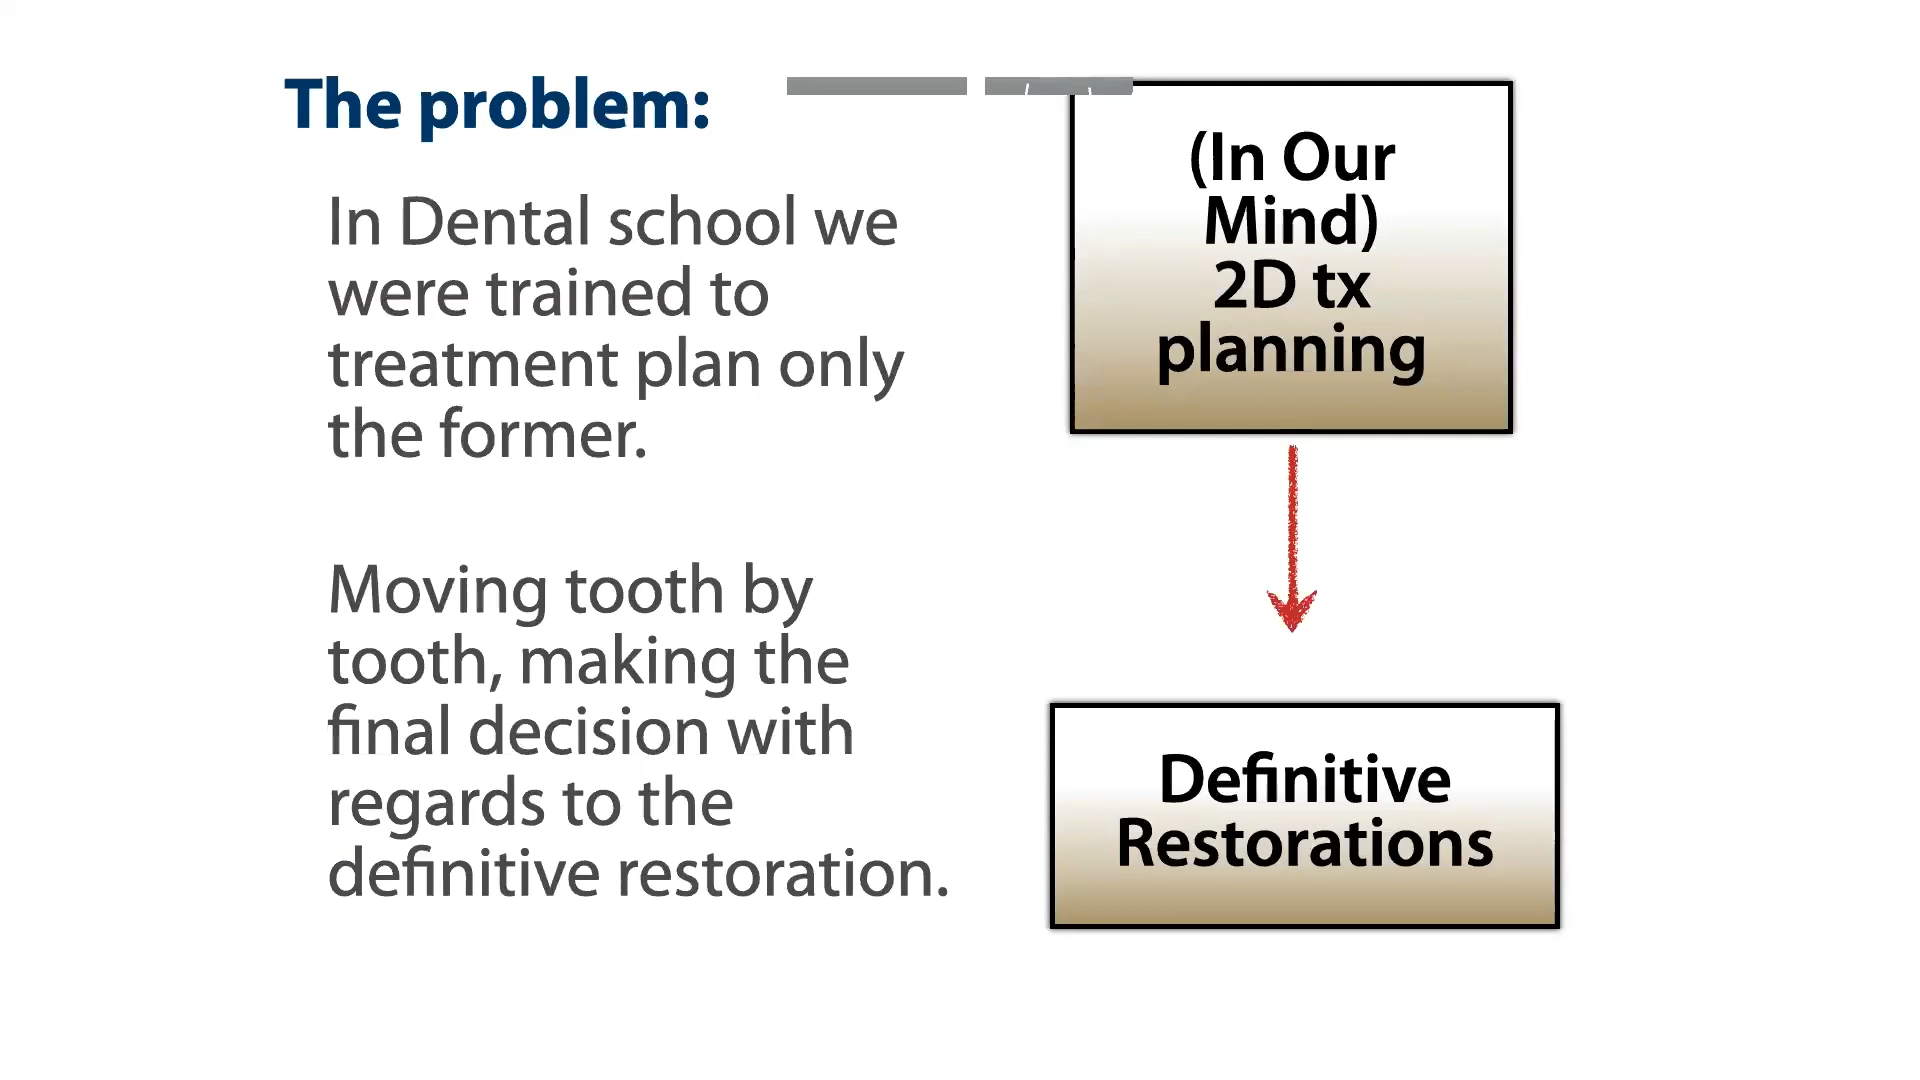 The problem:
In Dental school we
were trained to
treatment plan only
the former.
Moving tooth by
tooth, making the
final decision with
regards to the
definitive restoration.
(In Our
Mind)
2D tx
planning
Definitive
Restorations